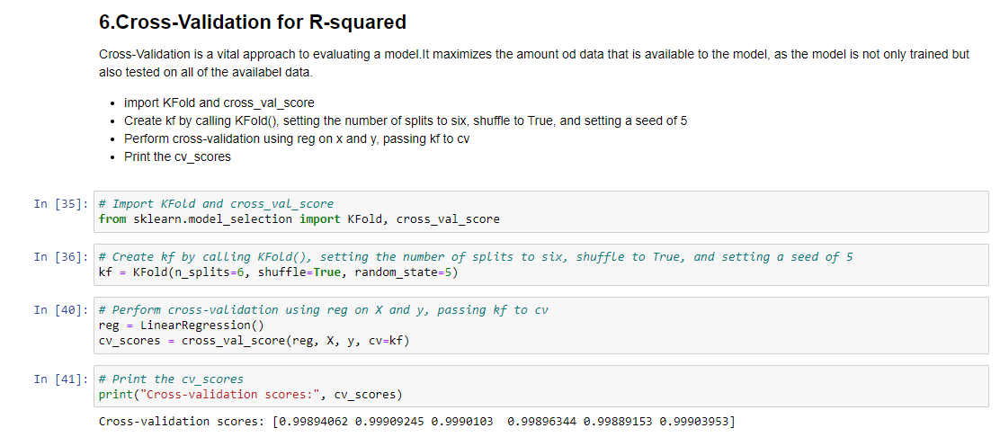 6.Cross-Validation for R-squared
Cross-Validation is a vital approach to evaluating a model.It maximizes the amount od data that is available to the model, as the model is not only trained but
also tested on all of the availabel data.
• import KFold and cross_val_score
• Create kf by calling KFold(), setting the number of splits to six, shuffle to True, and setting a seed of 5
• Perform cross-validation using reg on x and y, passing kf to cv
• Print the cv_scores
In [35]: # Import KFold and cross_val_score
from sklearn.model_selection import KFold, cross_val_score
In [36]: # Create kf by calling KFold(), setting the number of splits to six, shuffle to True, and setting a seed of 5
kf = KFold(n_splits=6, shuffle=True, random_state=5)
In [40]: # Perform cross-validation using reg on X and y, passing kf to cv
reg = LinearRegression()
cv_scores = cross_val_score(reg, X, y, cv=kf)
In [41]: # Print the cv_scores
print("Cross-validation scores:", cv_scores)
Cross-validation scores: [0.99894062 0.99909245 0.9990103  0.99896344 0.99889153 0.99903953]